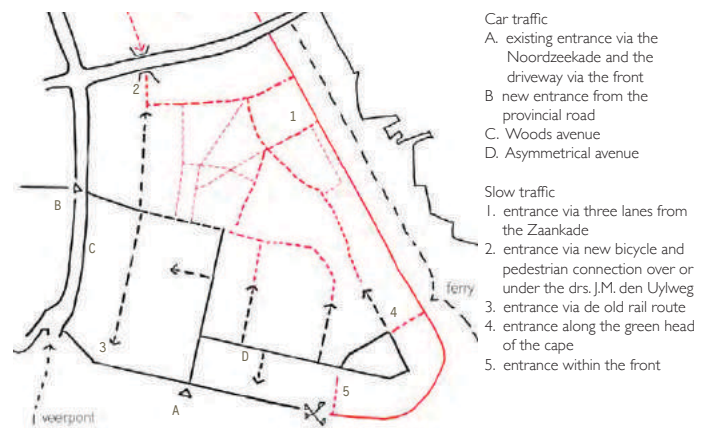 Car traffic
A. existing entrance via the
Noordzeekade and the
driveway via the front
B new entrance from the
provincial road
C. Woods avenue
D. Asymmetrical avenue
Slow traffic
1. entrance via three lanes from
the Zaankade
2. entrance via new bicycle and
pedestrian connection over or
under the drs. J.M. den Uylweg
3. entrance via de old rail route
4. entrance along the green head
of the cape
5. entrance within the front
2
1
B
C
ferry
4
3
D
5
A
veerpont